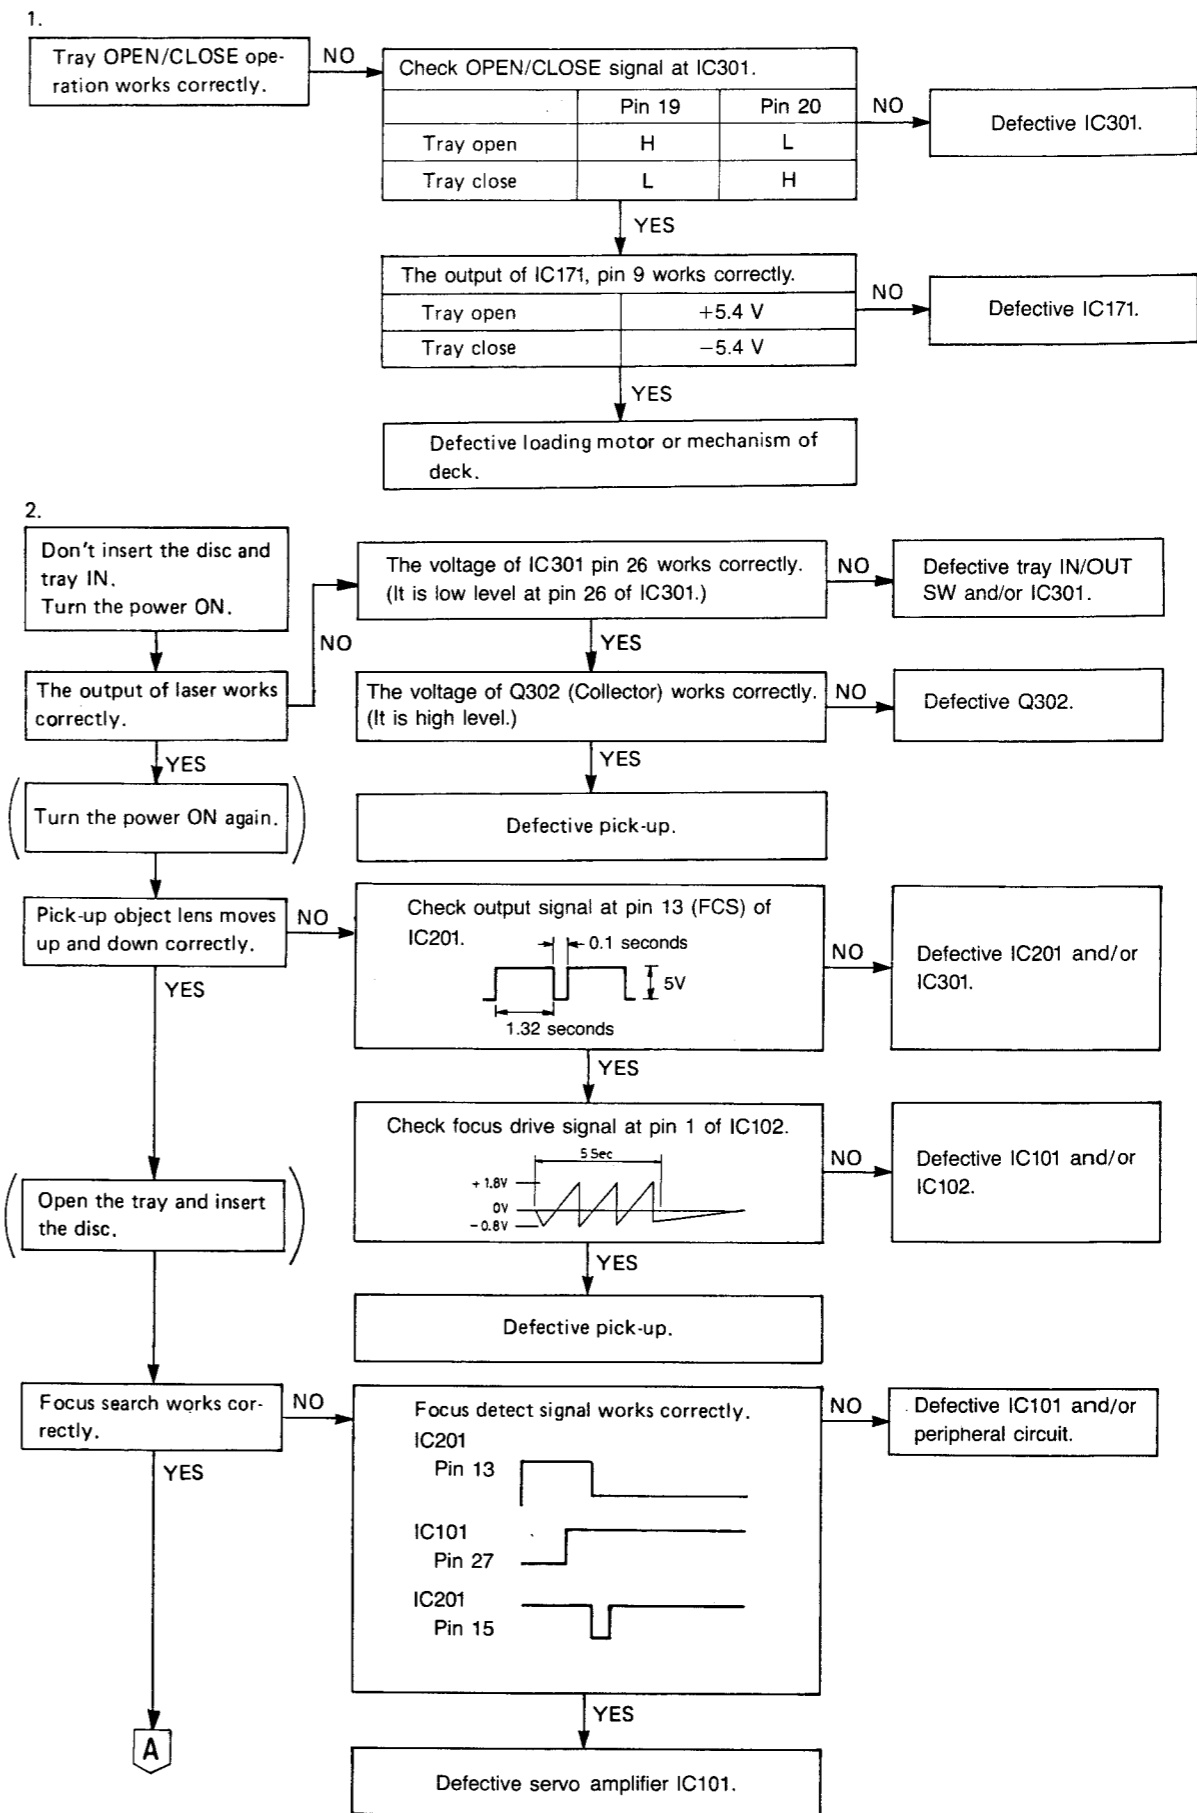 1.
Tray OPEN/CLOSE ope-
ration works correctly.
NO
Check OPEN/CLOSE signal at IC301.
Pin 19 Pin 20
Tray open H L
Tray close L H
NO
Defective IC301.
YES
The output of IC171, pin 9 works correctly.
Tray open +5.4 V
Tray close −5.4 V
NO
Defective IC171.
YES
Defective loading motor or mechanism of
deck.
2.
Don't insert the disc and
tray IN.
Turn the power ON.
NO
The voltage of IC301 pin 26 works correctly.
(It is low level at pin 26 of IC301.)
NO
Defective tray IN/OUT
SW and/or IC301.
YES
The output of laser works
correctly.
The voltage of Q302 (Collector) works correctly.
(It is high level.)
NO
Defective Q302.
YES
YES
(Turn the power ON again.)
Defective pick-up.
Pick-up object lens moves
up and down correctly.
NO
Check output signal at pin 13 (FCS) of
IC201.
0.1 seconds
5V
1.32 seconds
NO
Defective IC201 and/or
IC301.
YES
YES
Check focus drive signal at pin 1 of IC102.
5Sec
+1.8V
0V
−0.8V
NO
Defective IC101 and/or
IC102.
(Open the tray and insert
the disc.)
YES
Defective pick-up.
Focus search works cor-
rectly.
NO
Focus detect signal works correctly.
IC201
Pin 13
IC101
Pin 27
IC201
Pin 15
NO
Defective IC101 and/or
peripheral circuit.
YES
YES
A
Defective servo amplifier IC101.